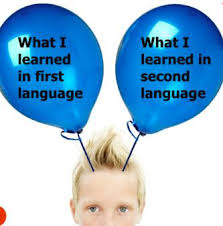 What I
learned
in first
language
What I
learned in
second
language